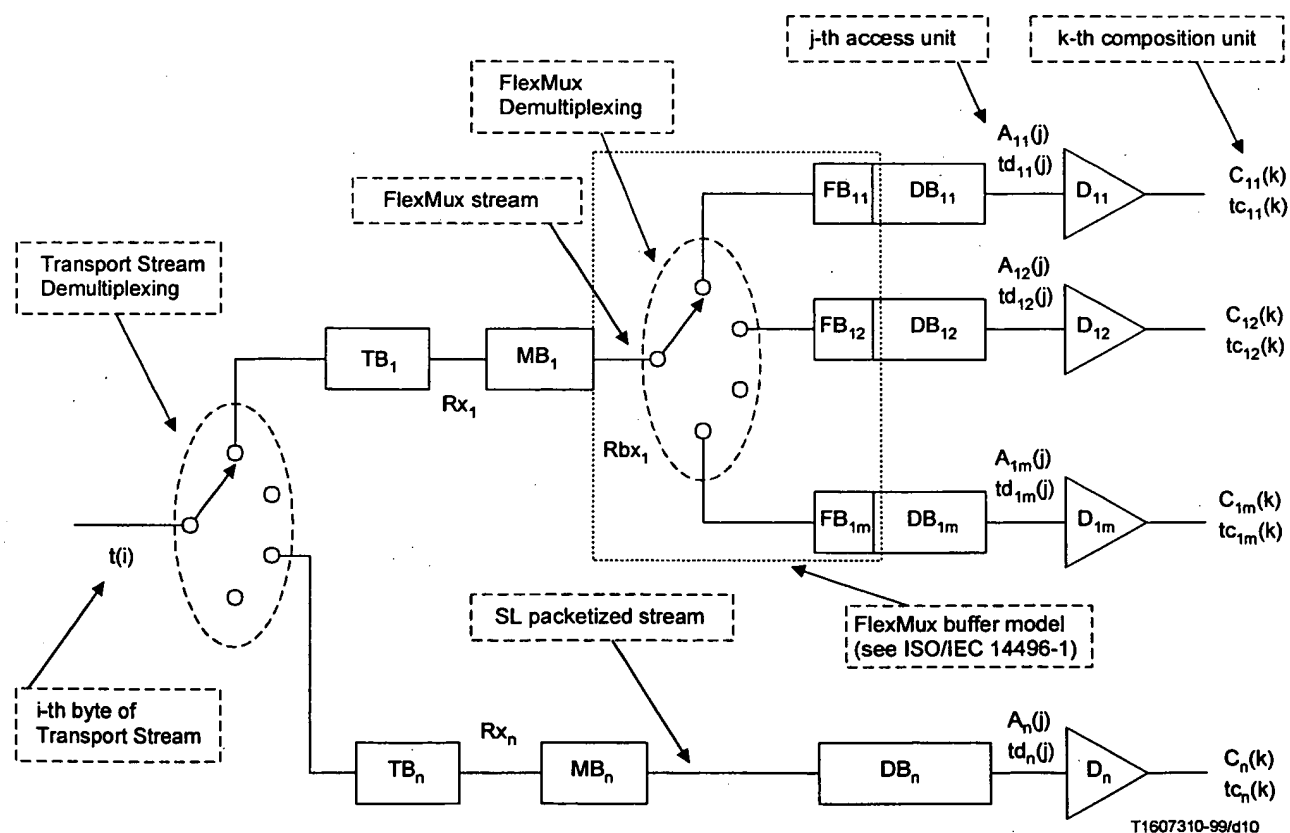 j-th access unit
k-th composition unit
FlexMux
Demultiplexing
FlexMux stream
Transport Stream
Demultiplexing
A11(j)
td11(j)
FB11
DB11
D11
C11(k)
tc11(k)
A12(j)
td12(j)
FB12
DB12
D12
C12(k)
tc12(k)
TB1
Rx1
MB1
Rbx1
A1m(j)
td1m(j)
FB1m
DB1m
D1m
C1m(k)
tc1m(k)
t(i)
SL packetized stream
FlexMux buffer model
(see ISO/IEC 14496-1)
i-th byte of
Transport Stream
TBn
Rxn
MBn
DBn
An(j)
tdn(j)
Dn
Cn(k)
tcn(k)
T1607310-99/d10